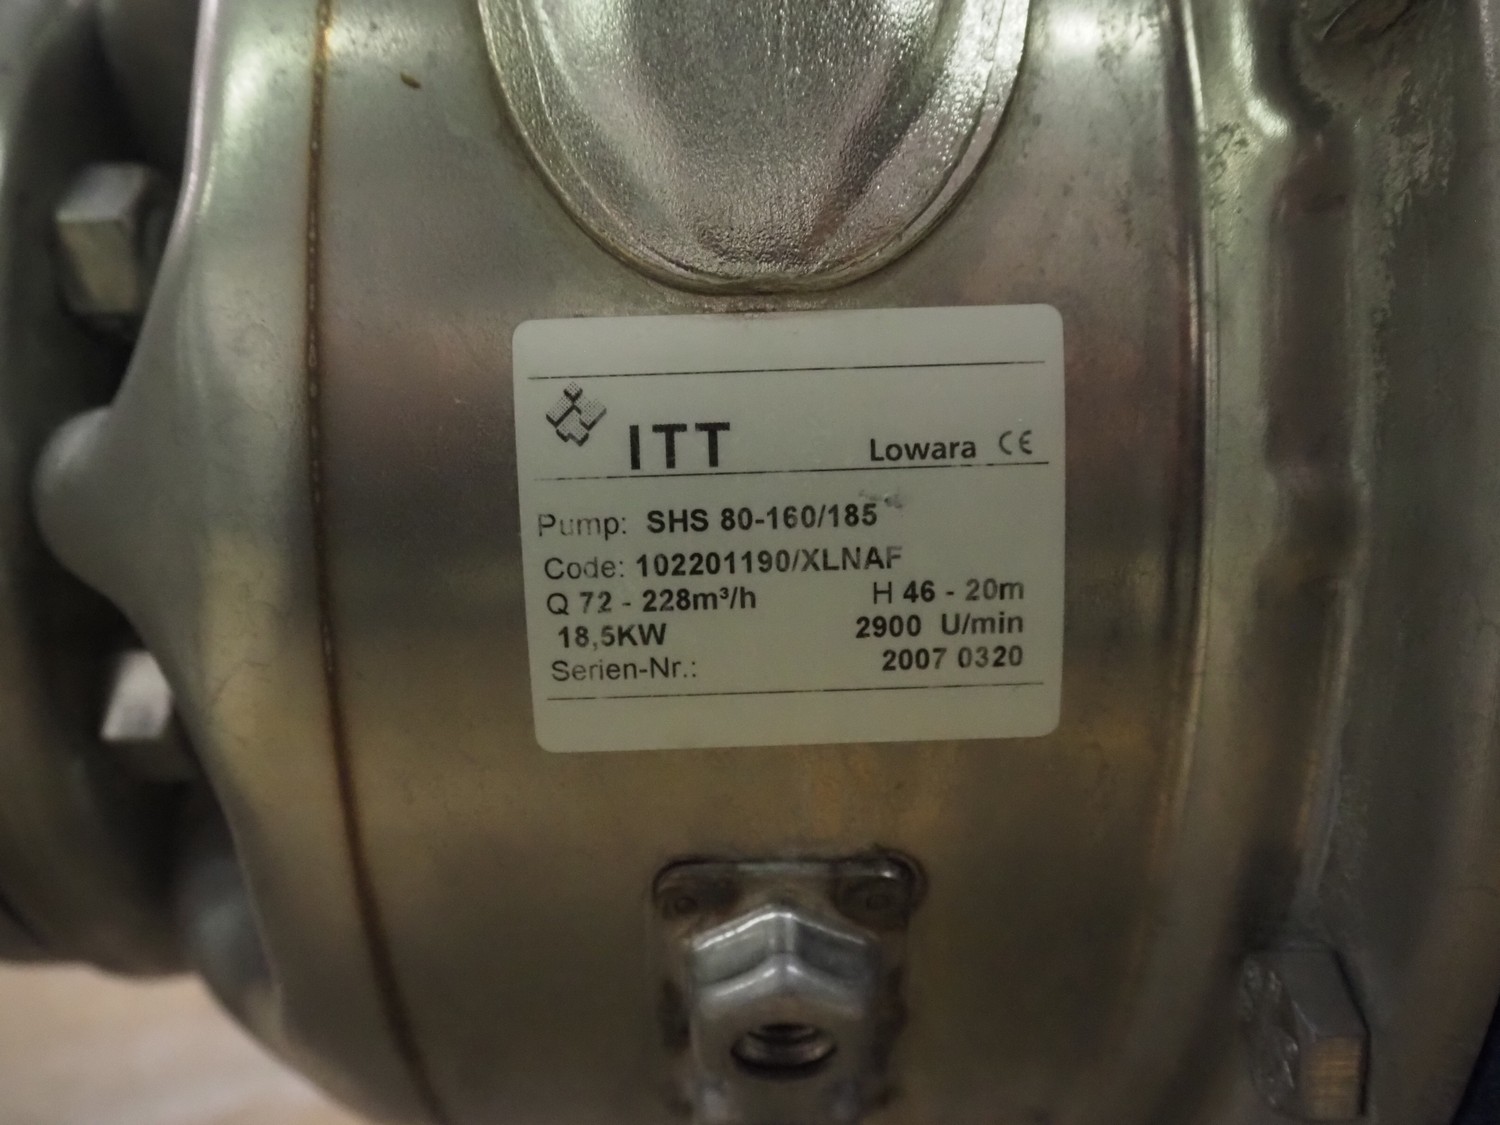 ITT Lowara CE
Pump: SHS 80-160/185
Code: 102201190/XLNAF
Q 72 - 228m³/h H 46 - 20m
18,5KW 2900 U/min
Serien-Nr.: 2007 0320